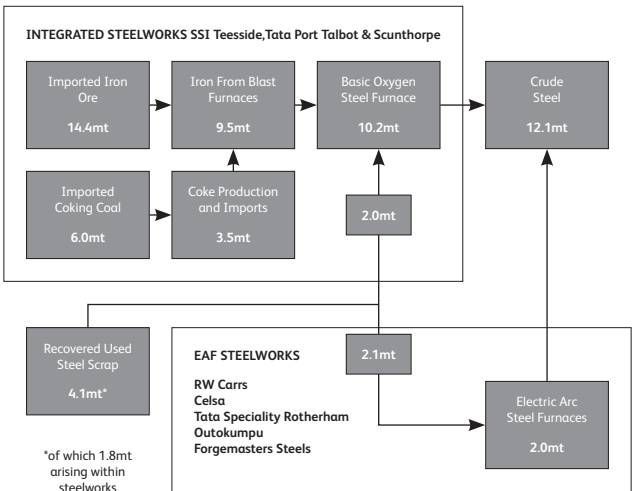 INTEGRATED STEELWORKS SSI Teesside,Tata Port Talbot & Scunthorpe
Imported Iron
Ore
14.4mt
Iron From Blast
Furnaces
9.5mt
Basic Oxygen
Steel Furnace
10.2mt
Crude
Steel
12.1mt
Imported
Coking Coal
6.0mt
Coke Production
and Imports
3.5mt
2.0mt
Recovered Used
Steel Scrap
4.1mt*
*of which 1.8mt
arising within
steelworks
EAF STEELWORKS
RW Carrs
Celsa
Tata Speciality Rotherham
Outokumpu
Forgemasters Steels
2.1mt
Electric Arc
Steel Furnaces
2.0mt